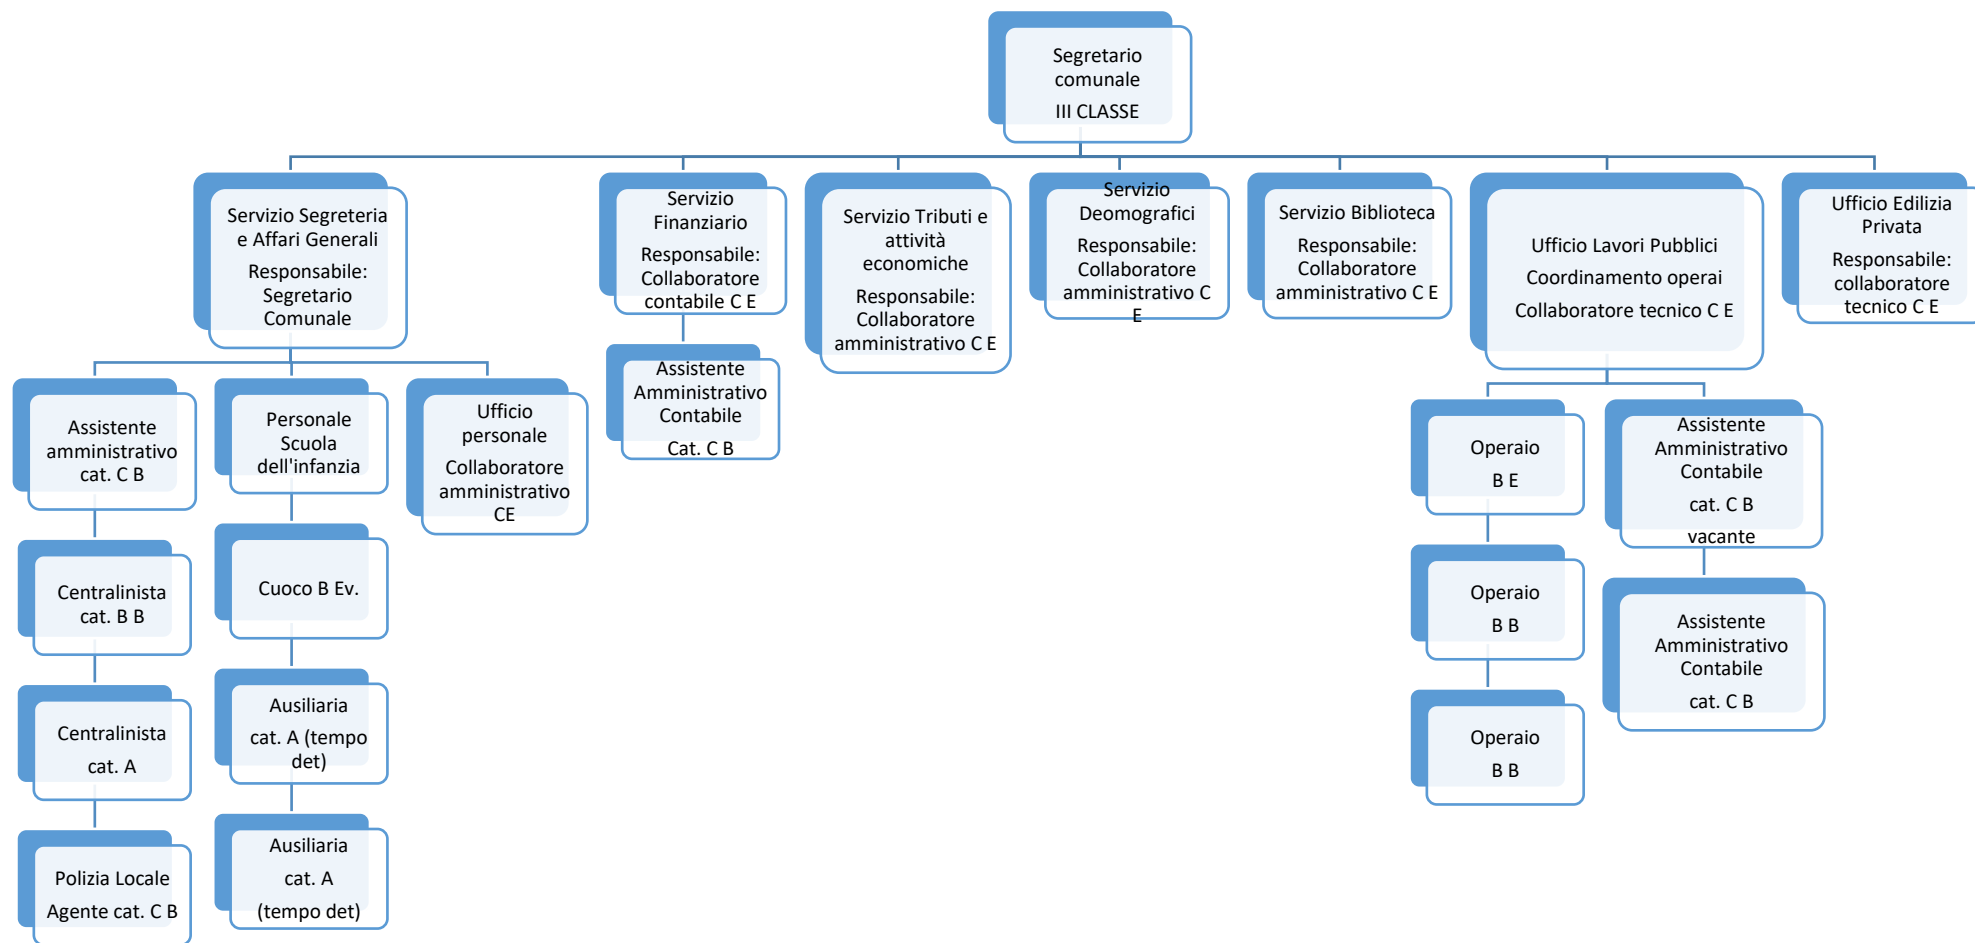 Segretario
comunale
III CLASSE
Servizio Segreteria
e Affari Generali
Responsabile:
Segretario
Comunale
Servizio
Finanziario
Responsabile:
Collaboratore
contabile C E
Servizio Tributi e
attività
economiche
Responsabile:
Collaboratore
amministrativo C E
Servizio
Deomografici
Responsabile:
Collaboratore
amministrativo C
E
Servizio Biblioteca
Responsabile:
Collaboratore
amministrativo C E
Ufficio Lavori Pubblici
Coordinamento operai
Collaboratore tecnico C E
Ufficio Edilizia
Privata
Responsabile:
collaboratore
tecnico C E
Assistente
amministrativo
cat. C B
Personale
Scuola
dell'infanzia
Ufficio
personale
Collaboratore
amministrativo
CE
Assistente
Amministrativo
Contabile
Cat. C B
Operaio
B E
Assistente
Amministrativo
Contabile
cat. C B
vacante
Centralinista
cat. B B
Cuoco B Ev.
Operaio
B B
Assistente
Amministrativo
Contabile
cat. C B
Centralinista
cat. A
Ausiliaria
cat. A (tempo
det)
Operaio
B B
Polizia Locale
Agente cat. C B
Ausiliaria
cat. A
(tempo det)